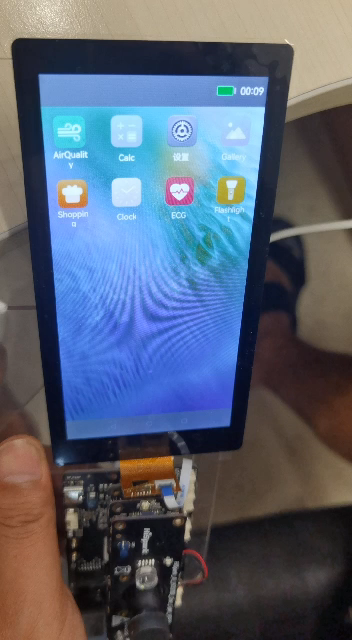 00:09
AirQualit
y
Calc
设置
Gallery
Shoppin
g
Clock
ECG
Flashligh
t